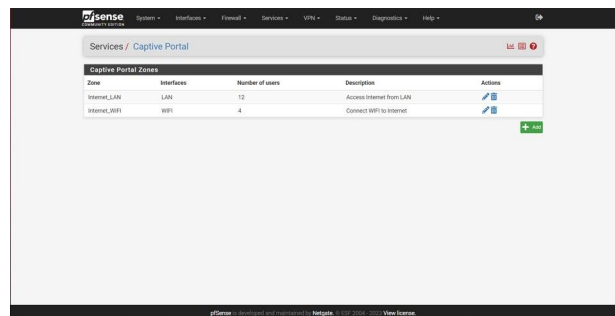 pfsense
COMMUNITY EDITION
System Interfaces Firewall Services VPN Status Diagnostics Help
Services / Captive Portal
Captive Portal Zones
Zone Interfaces Number of users Description Actions
Internet_LAN LAN 12 Access Internet from LAN
Internet_WIFI WIFI 4 Connect WIFI to Internet
Add
pfSense is developed and maintained by Netgate. © ESF 2004 - 2023 View license.